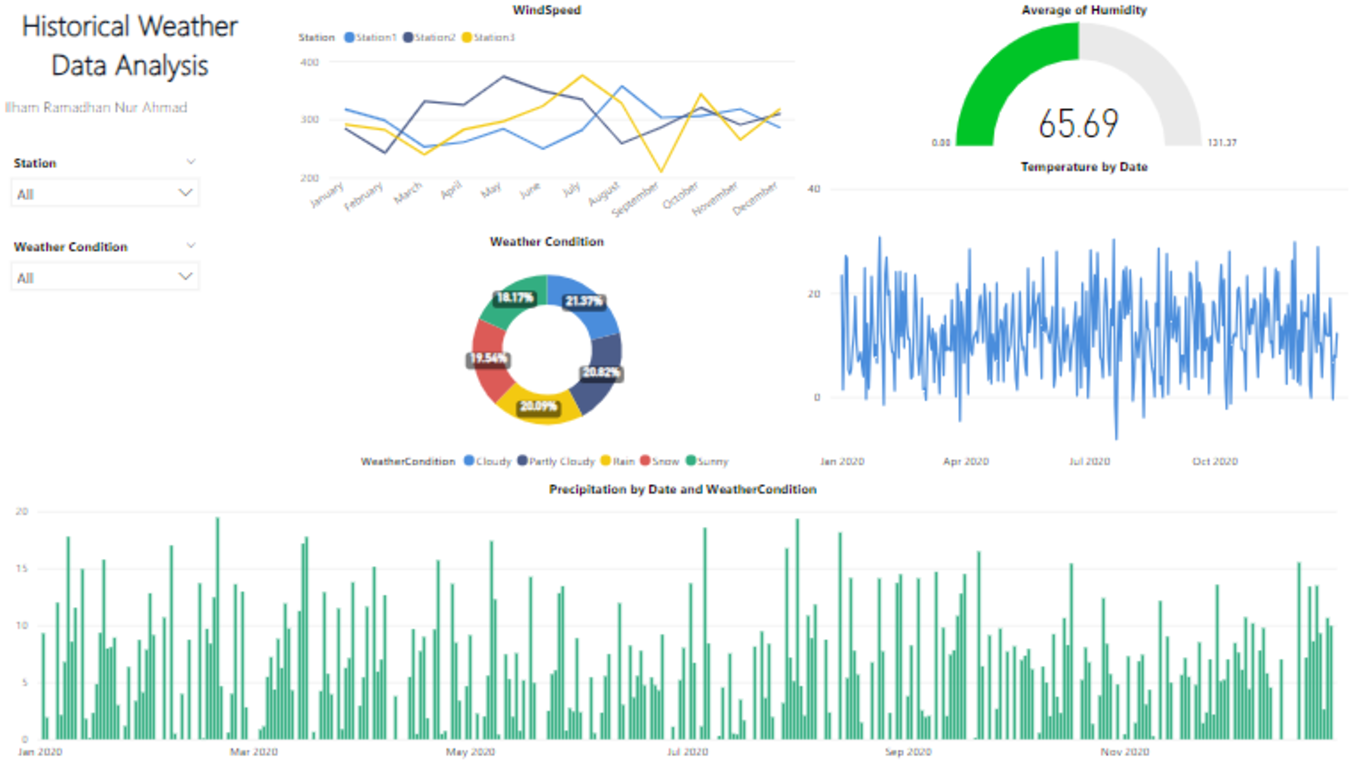 Historical Weather
Data Analysis
Ilham Ramadhan Nur Ahmad
Station
All
Weather Condition
All
WindSpeed
Station Station1 Station2 Station3
400
300
200
January February March April May June July August September October November December
Weather Condition
21.37%
20.82%
20.09%
19.54%
18.17%
WeatherCondition Cloudy Partly Cloudy Rain Snow Sunny
Average of Humidity
65.69
0.00
131.37
Temperature by Date
40
20
0
Jan 2020 Apr 2020 Jul 2020 Oct 2020
Precipitation by Date and WeatherCondition
20
15
10
5
0
Jan 2020 Mar 2020 May 2020 Jul 2020 Sep 2020 Nov 2020